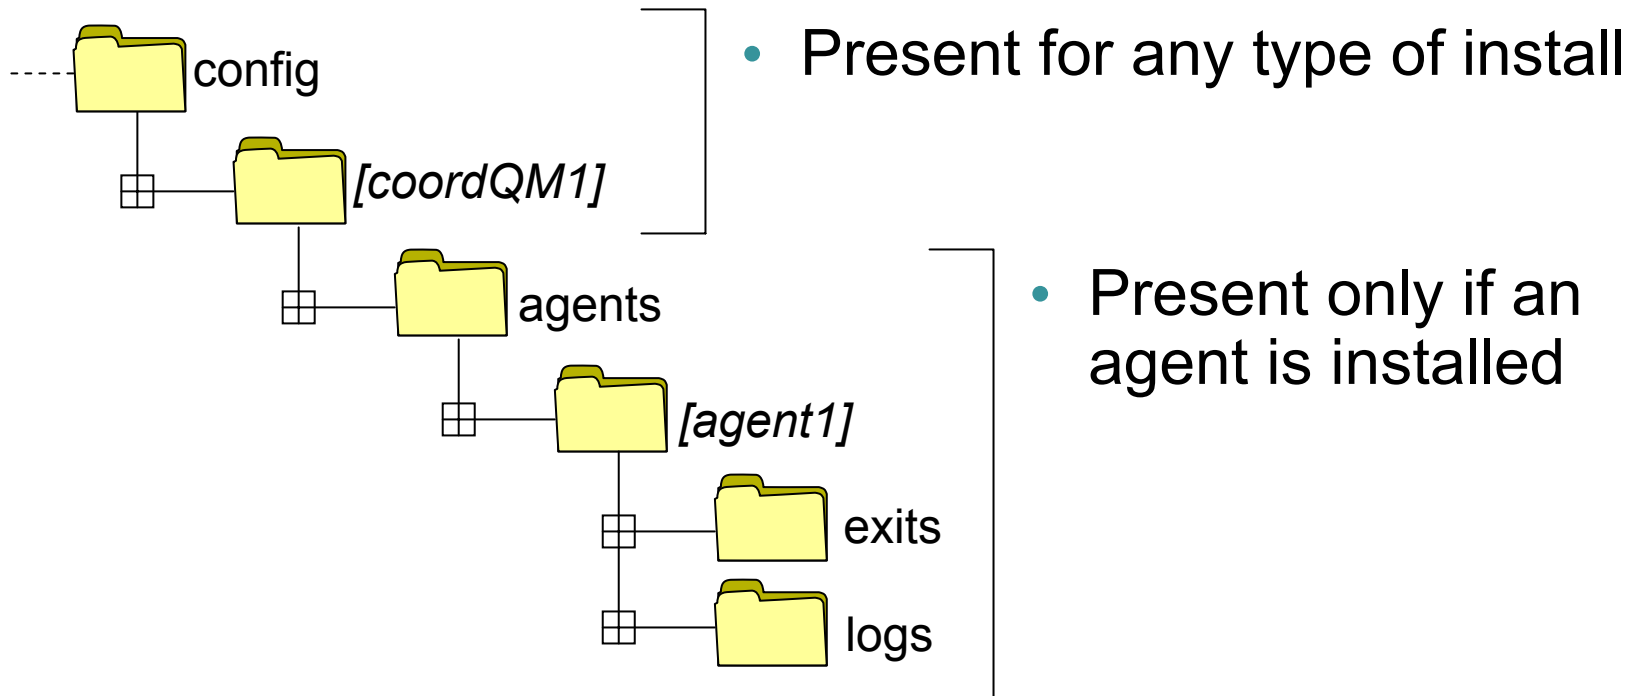 config
• Present for any type of install
[coordQM1]
agents
• Present only if an
agent is installed
[agent1]
exits
logs